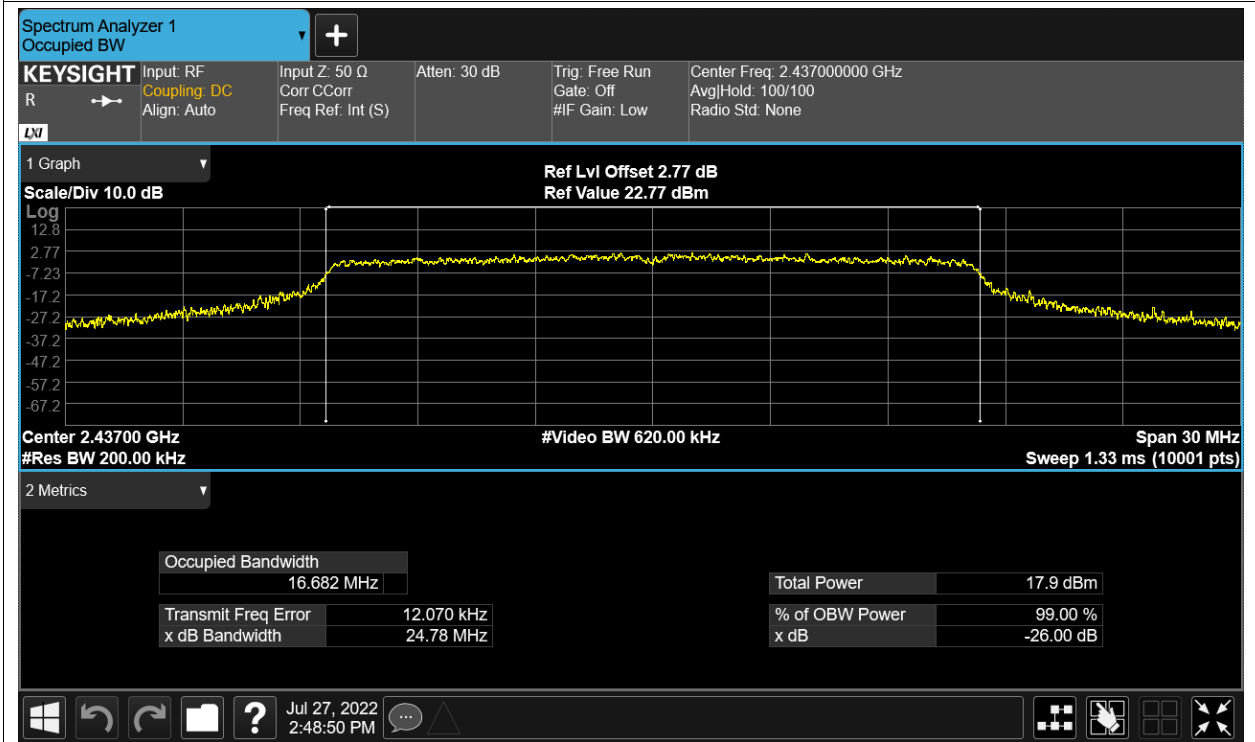 Spectrum Analyzer 1
Occupied BW
+
KEYSIGHT
R
LXI
Input: RF
Coupling: DC
Align: Auto
Input Z: 50 Ω
Corr CCorr
Freq Ref: Int (S)
Atten: 30 dB
Trig: Free Run
Gate: Off
#IF Gain: Low
Center Freq: 2.437000000 GHz
Avg|Hold: 100/100
Radio Std: None
1 Graph
Scale/Div 10.0 dB
Ref Lvl Offset 2.77 dB
Ref Value 22.77 dBm
Log
12.8
2.77
-7.23
-17.2
-27.2
-37.2
-47.2
-57.2
-67.2
Center 2.43700 GHz
#Res BW 200.00 kHz
#Video BW 620.00 kHz
Span 30 MHz
Sweep 1.33 ms (10001 pts)
2 Metrics
Occupied Bandwidth
16.682 MHz
Transmit Freq Error 12.070 kHz
x dB Bandwidth 24.78 MHz
Total Power 17.9 dBm
% of OBW Power 99.00 %
x dB -26.00 dB
?
Jul 27, 2022
2:48:50 PM